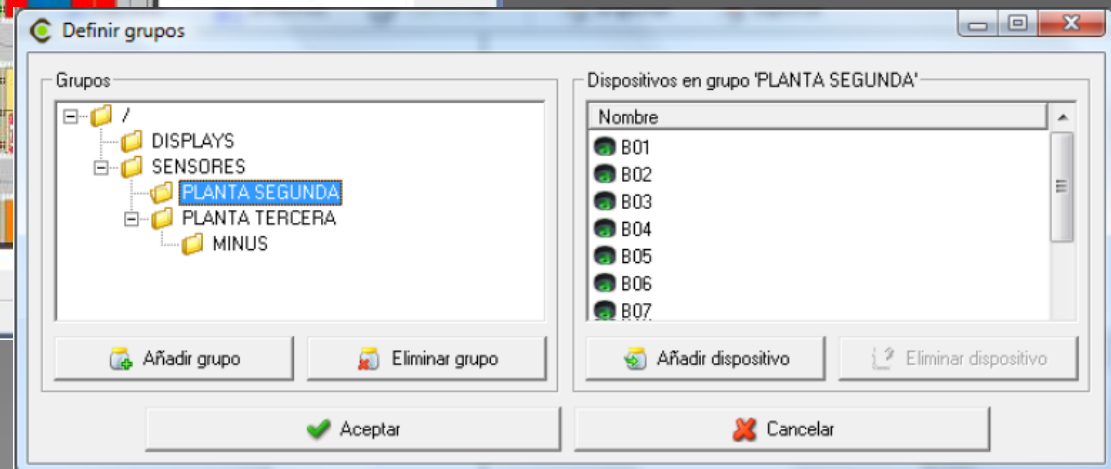 Definir grupos
Grupos
/
DISPLAYS
SENSORES
PLANTA SEGUNDA
PLANTA TERCERA
MINUS
Añadir grupo
Eliminar grupo
Dispositivos en grupo 'PLANTA SEGUNDA'
Nombre
B01
B02
B03
B04
B05
B06
B07
Añadir dispositivo
Eliminar dispositivo
Aceptar
Cancelar